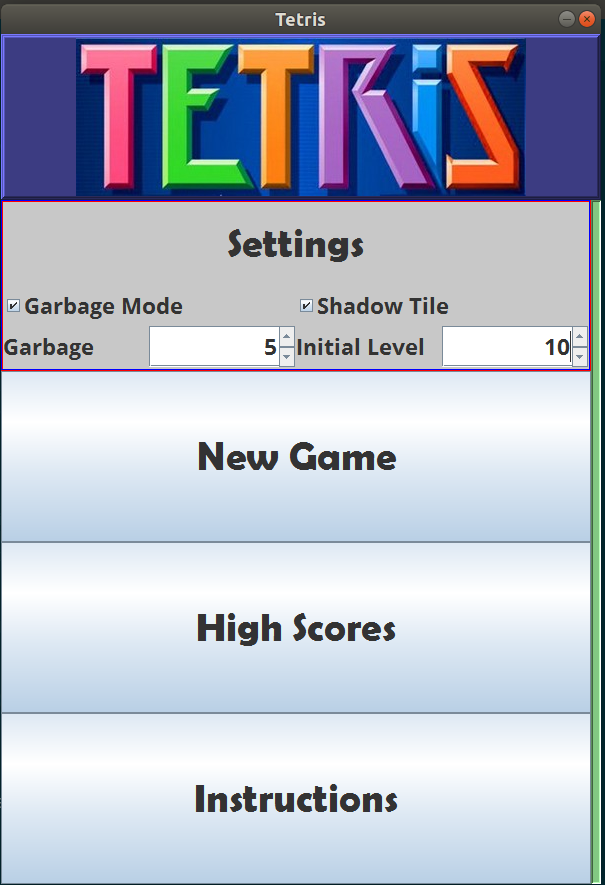 Tetris
TETRiS
Settings
Garbage Mode Shadow Tile
Garbage 5 Initial Level 10
New Game
High Scores
Instructions